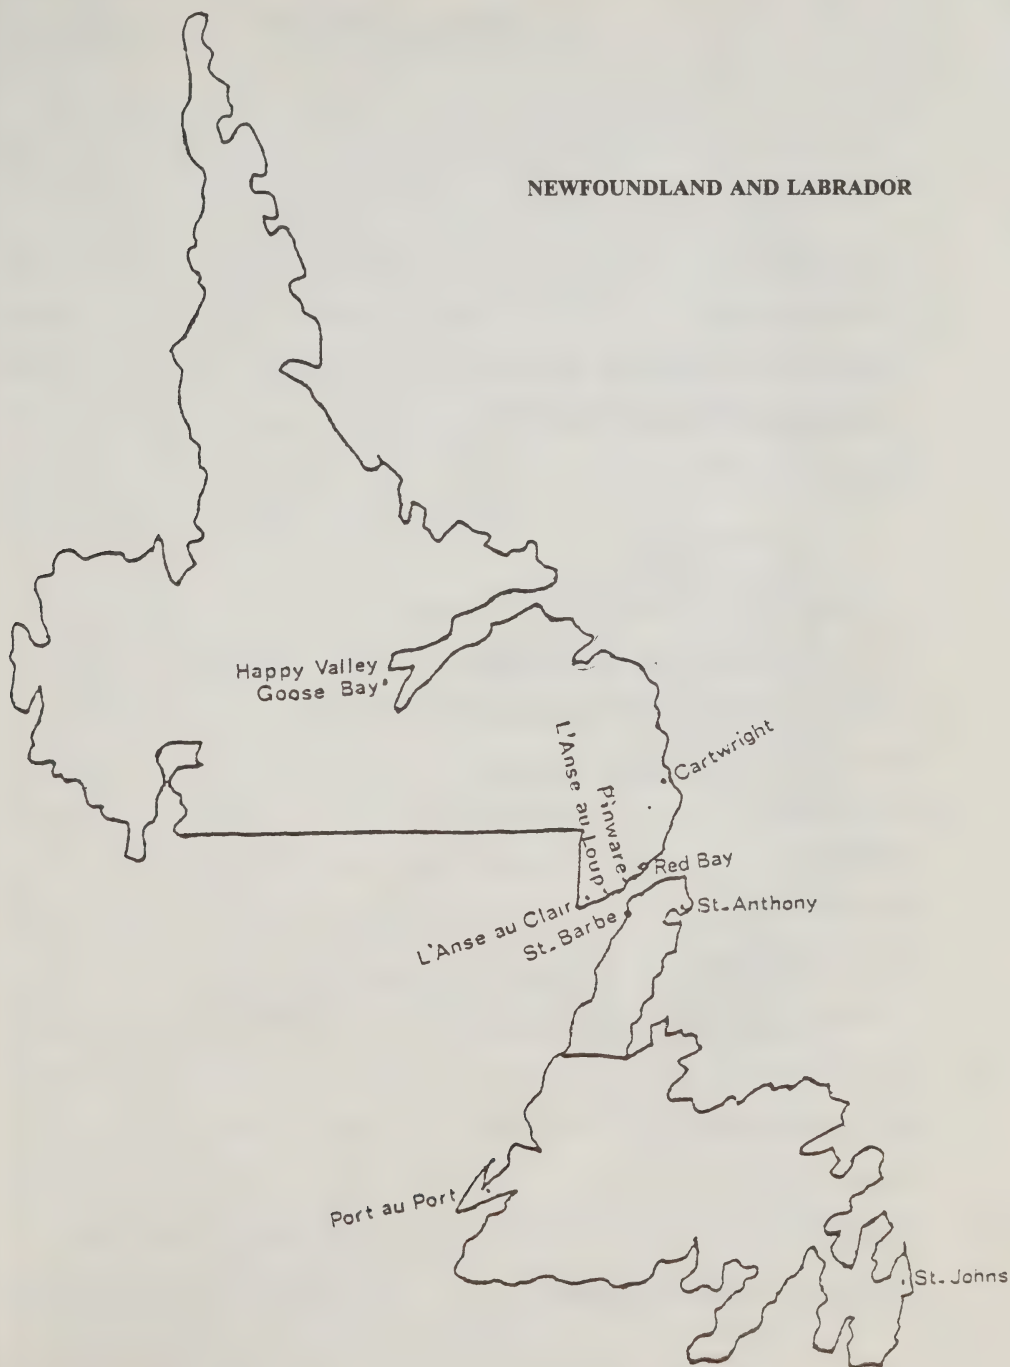 NEWFOUNDLAND AND LABRADOR
Happy Valley
Goose Bay
L'Anse au Loup
Pinware
Cartwright
Red Bay
L'Anse au Clair
St. Barbe
St. Anthony
Port au Port
St. Johns